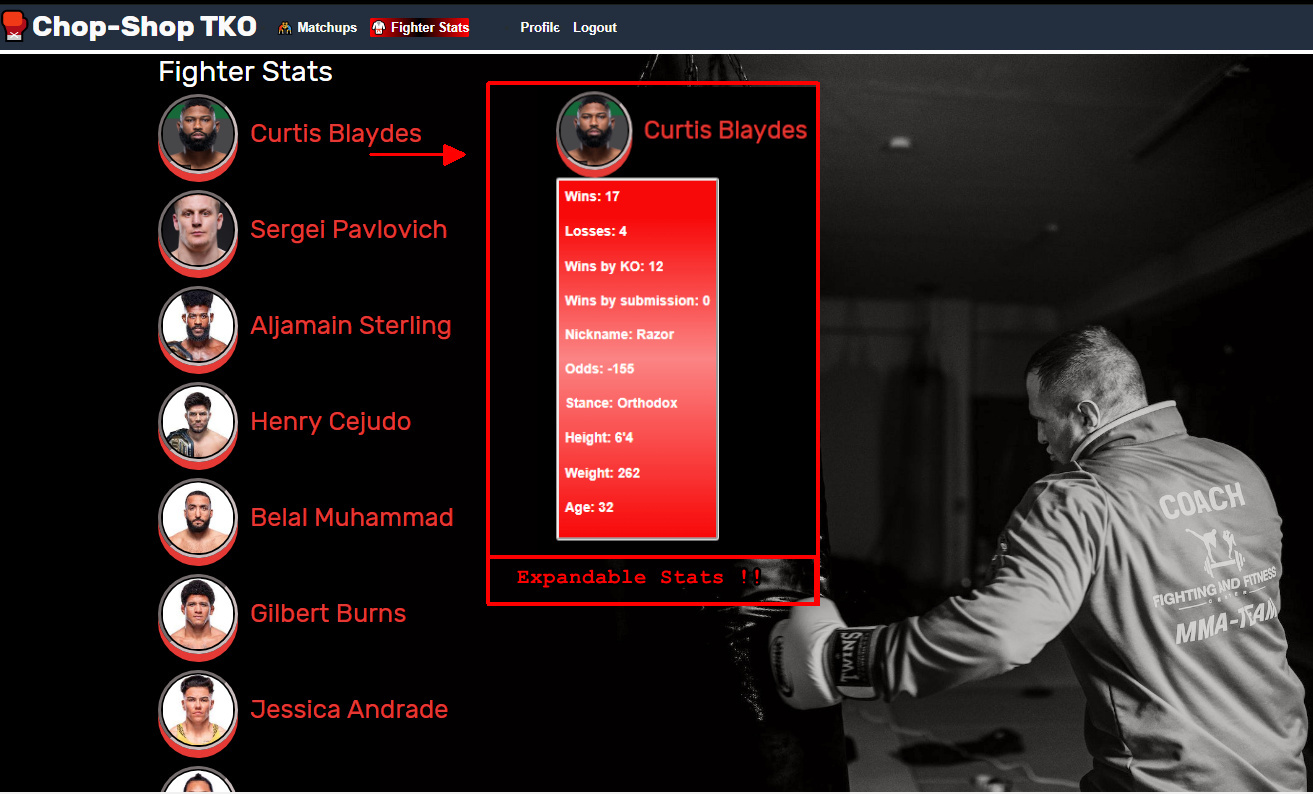 Chop-Shop TKO
Matchups
Fighter Stats
Profile
Logout
Fighter Stats
Curtis Blaydes
Sergei Pavlovich
Aljamain Sterling
Henry Cejudo
Belal Muhammad
Gilbert Burns
Jessica Andrade
Curtis Blaydes
Wins: 17
Losses: 4
Wins by KO: 12
Wins by submission: 0
Nickname: Razor
Odds: -155
Stance: Orthodox
Height: 6'4
Weight: 262
Age: 32
Expandable Stats !!
COACH
FIGHTING AND FITNESS
MMA-TEAM
TWINS